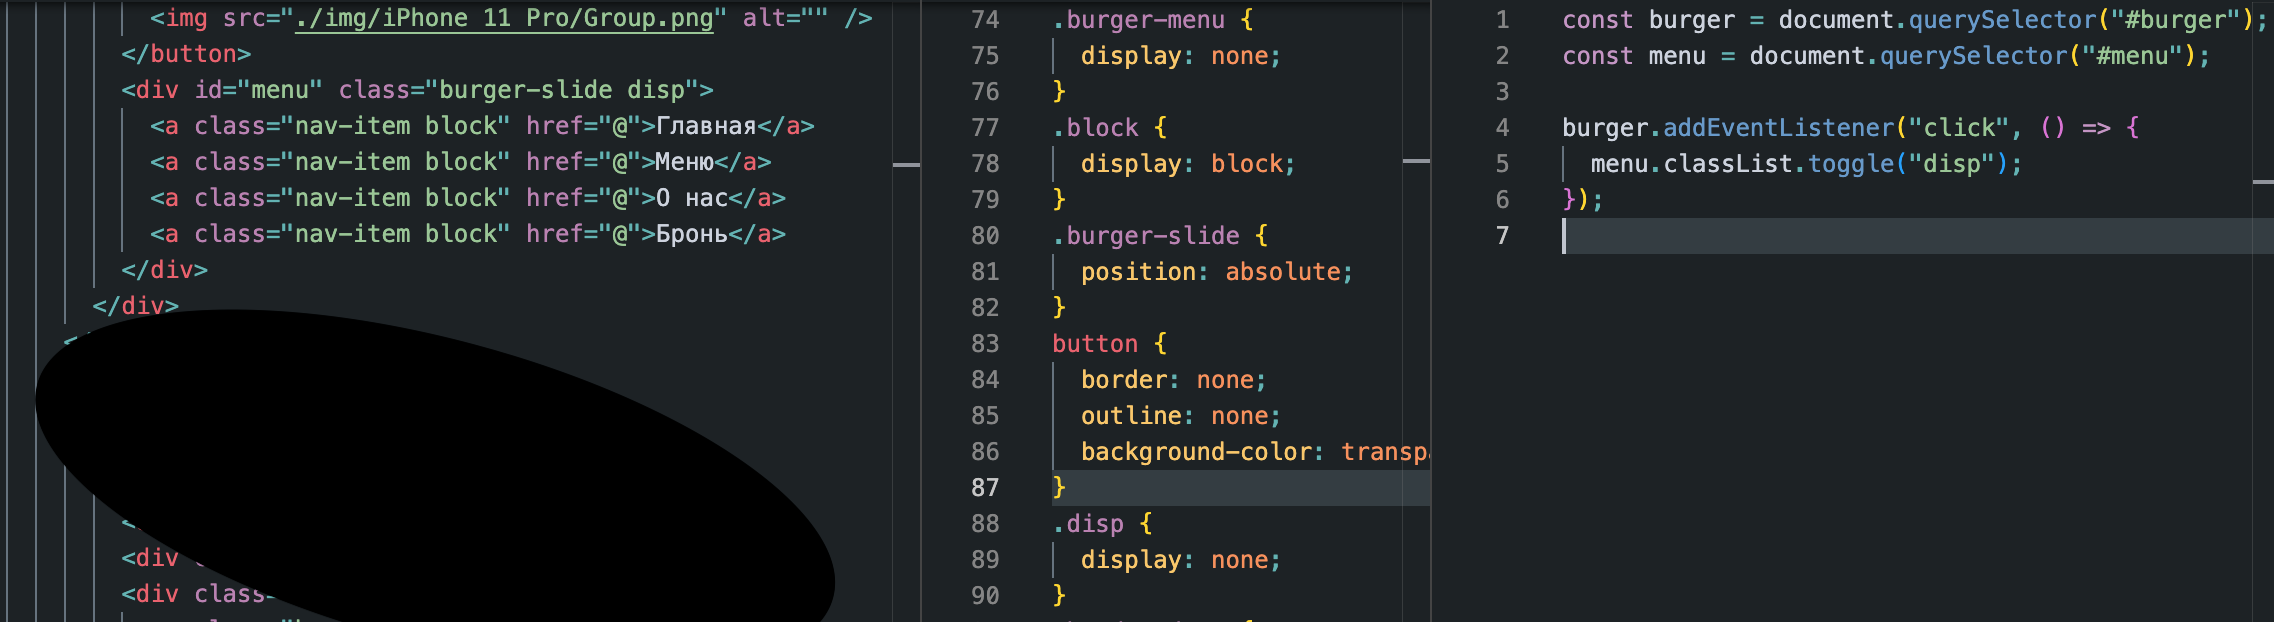 <img src="./img/iPhone 11 Pro/Group.png" alt="" />
</button>
<div id="menu" class="burger-slide disp">
<a class="nav-item block" href="@">Главная</a>
<a class="nav-item block" href="@">Меню</a>
<a class="nav-item block" href="@">О нас</a>
<a class="nav-item block" href="@">Бронь</a>
</div>
</div>
<div
<div class=
74 .burger-menu {
75 display: none;
76 }
77 .block {
78 display: block;
79 }
80 .burger-slide {
81 position: absolute;
82 }
83 button {
84 border: none;
85 outline: none;
86 background-color: transp
87 }
88 .disp {
89 display: none;
90 }
1 const burger = document.querySelector("#burger");
2 const menu = document.querySelector("#menu");
3
4 burger.addEventListener("click", () => {
5 menu.classList.toggle("disp");
6 });
7